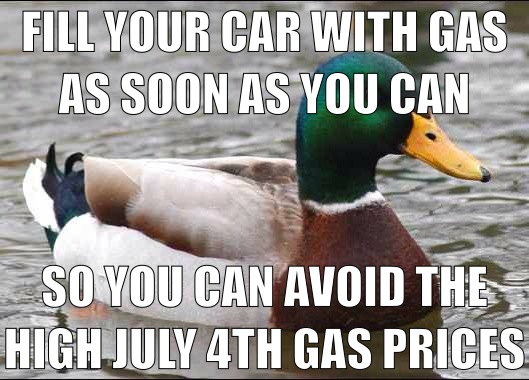 FILL YOUR CAR WITH GAS
AS SOON AS YOU CAN
SO YOU CAN AVOID THE
HIGH JULY 4TH GAS PRICES